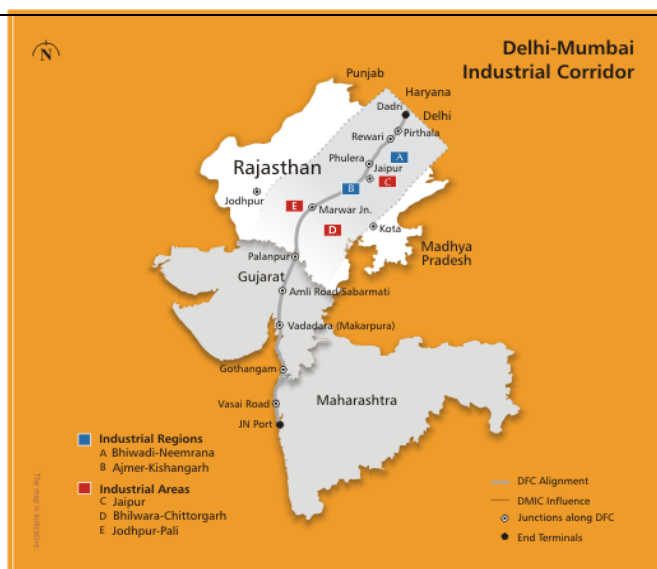 N
Delhi-Mumbai
Industrial Corridor
Punjab
Haryana
Dadri
Delhi
Pirthala
Rewari
Phulera
A
Jaipur
Rajasthan
C
B
Jodhpur
E
Marwar Jn.
D
Kota
Madhya
Pradesh
Palanpur
Gujarat
Amli Road/Sabarmati
Vadadara (Makarpura)
Gothangam
Maharashtra
Vasai Road
JN Port
Industrial Regions
A Bhiwadi-Neemrana
B Ajmer-Kishangarh
Industrial Areas
C Jaipur
D Bhilwara-Chittorgarh
E Jodhpur-Pali
DFC Alignment
DMIC Influence
Junctions along DFC
End Terminals
The map is indicative.